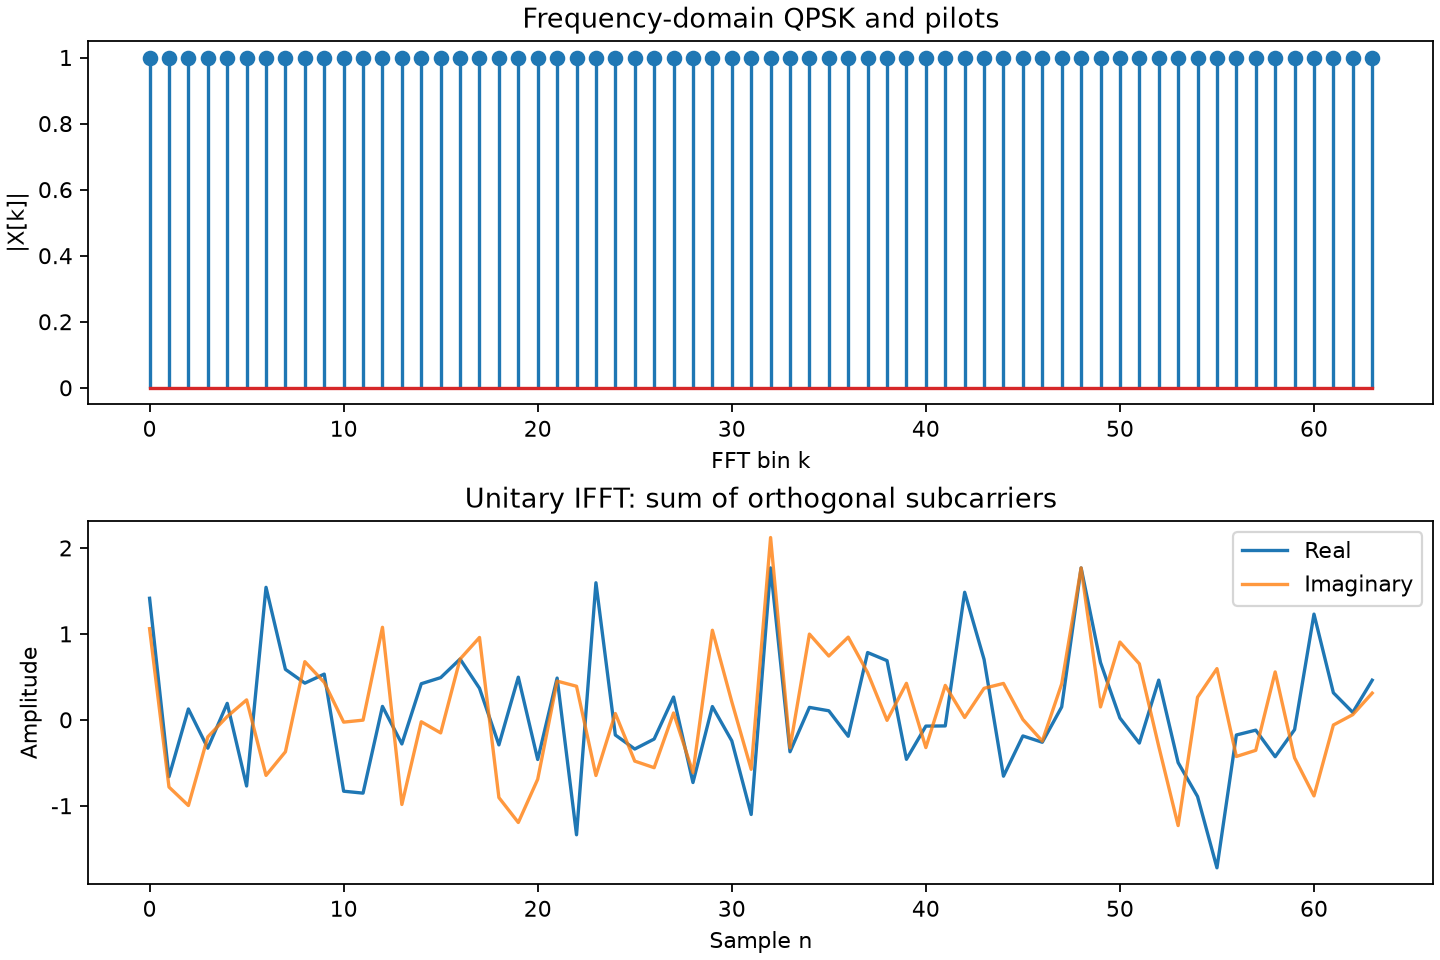 Frequency-domain QPSK and pilots
|X[k]|
1
0.8
0.6
0.4
0.2
0
0 10 20 30 40 50 60
FFT bin k
Unitary IFFT: sum of orthogonal subcarriers
Amplitude
2
1
0
-1
Real
Imaginary
0 10 20 30 40 50 60
Sample n